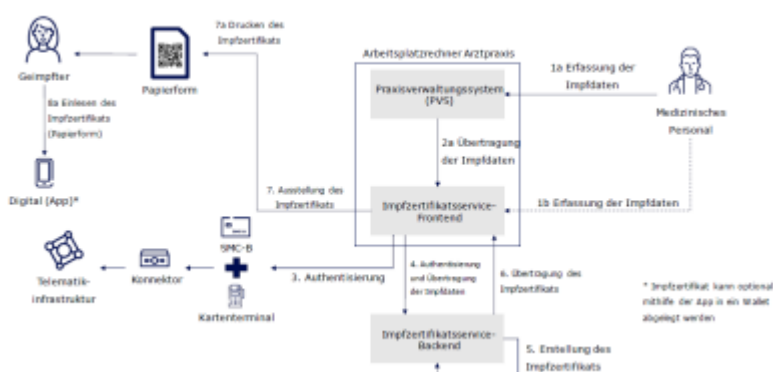 7a Drucken des
Impfzertifikats
Arbeitsplatzrechner Arztpraxis
Geimpfter
Papierform
Praxisverwaltungssystem
(PVS)
1a Erfassung der
Impfdaten
Medizinisches
Personal
8a Einlesen des
Impfzertifikats
(Papierform)
2a Übertragung
der Impfdaten
Digital (App)*
7. Ausstellung des
Impfzertifikats
Impfzertifikatsservice-
Frontend
1b Erfassung der Impfdaten
SMC-B
Telematik-
infrastruktur
Konnektor
3. Authentisierung
Kartenterminal
4. Authentisierung
und Übertragung
der Impfdaten
6. Übertragung des
Impfzertifikats
* Impfzertifikat kann optional
mithilfe der App in ein Wallet
abgelegt werden
Impfzertifikatsservice-
Backend
5. Erstellung des
Impfzertifikats